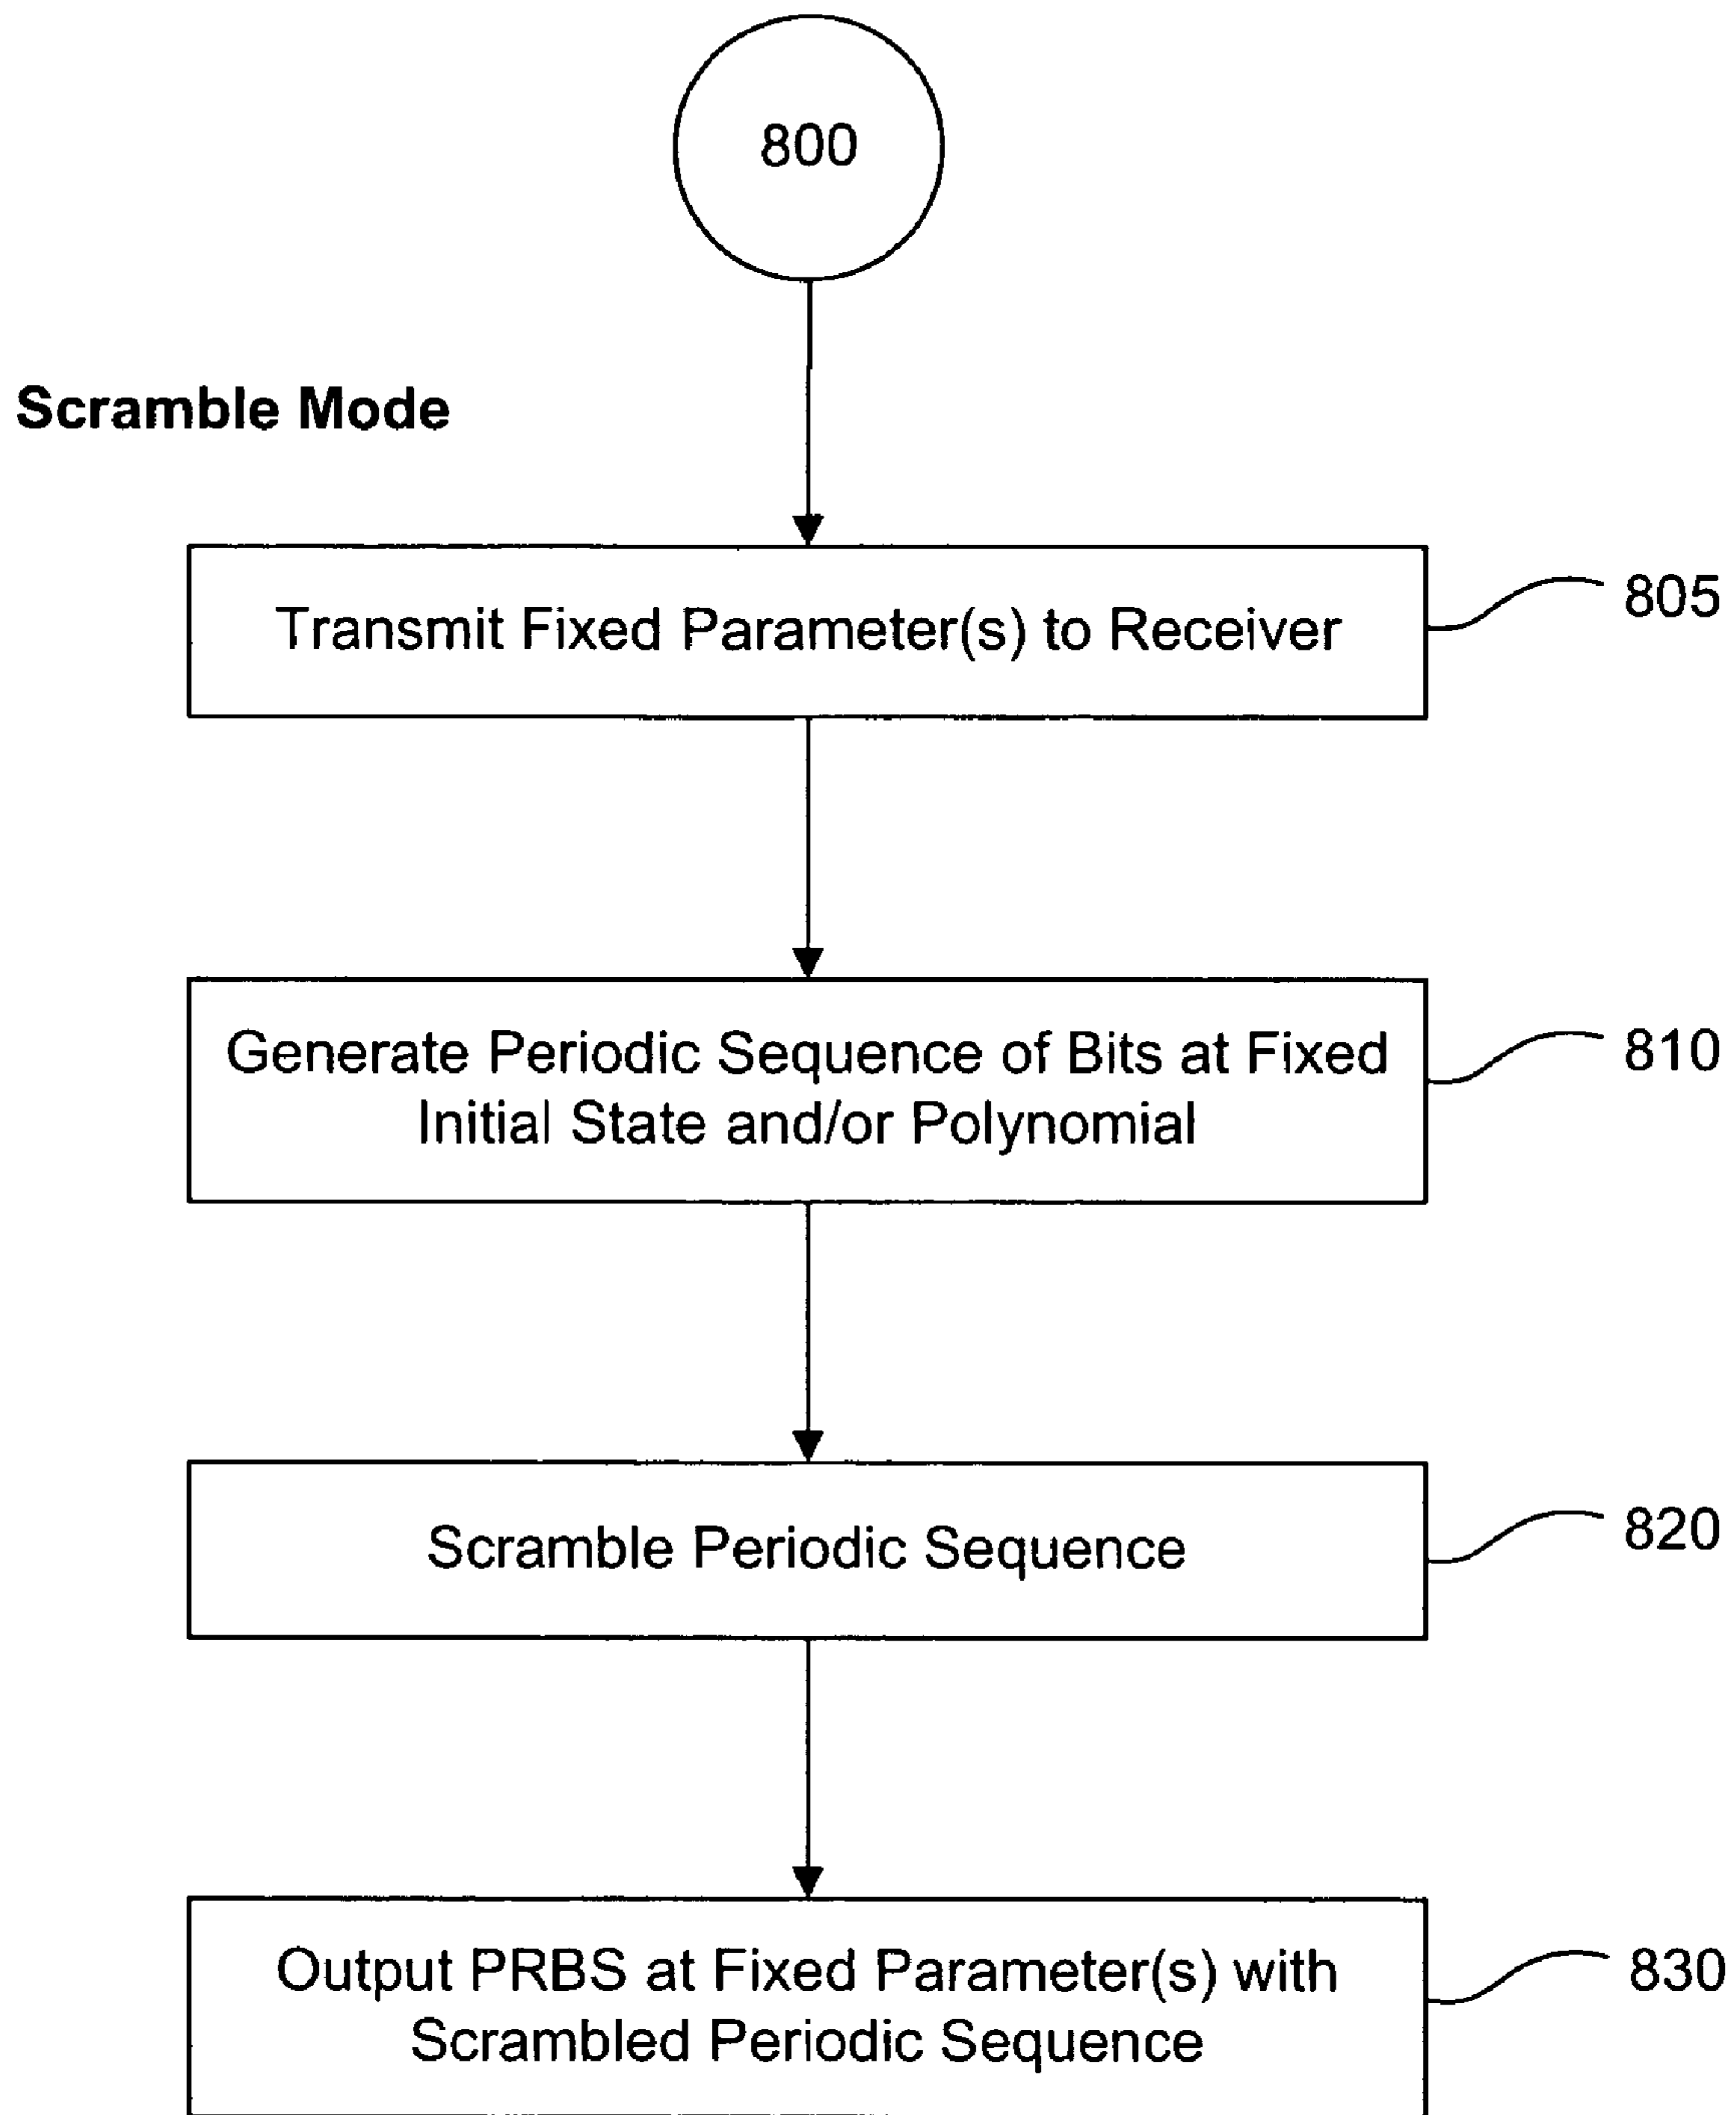 800
Scramble Mode
Transmit Fixed Parameter(s) to Receiver
805
Generate Periodic Sequence of Bits at Fixed
Initial State and/or Polynomial
810
Scramble Periodic Sequence
820
Output PRBS at Fixed Parameter(s) with
Scrambled Periodic Sequence
830